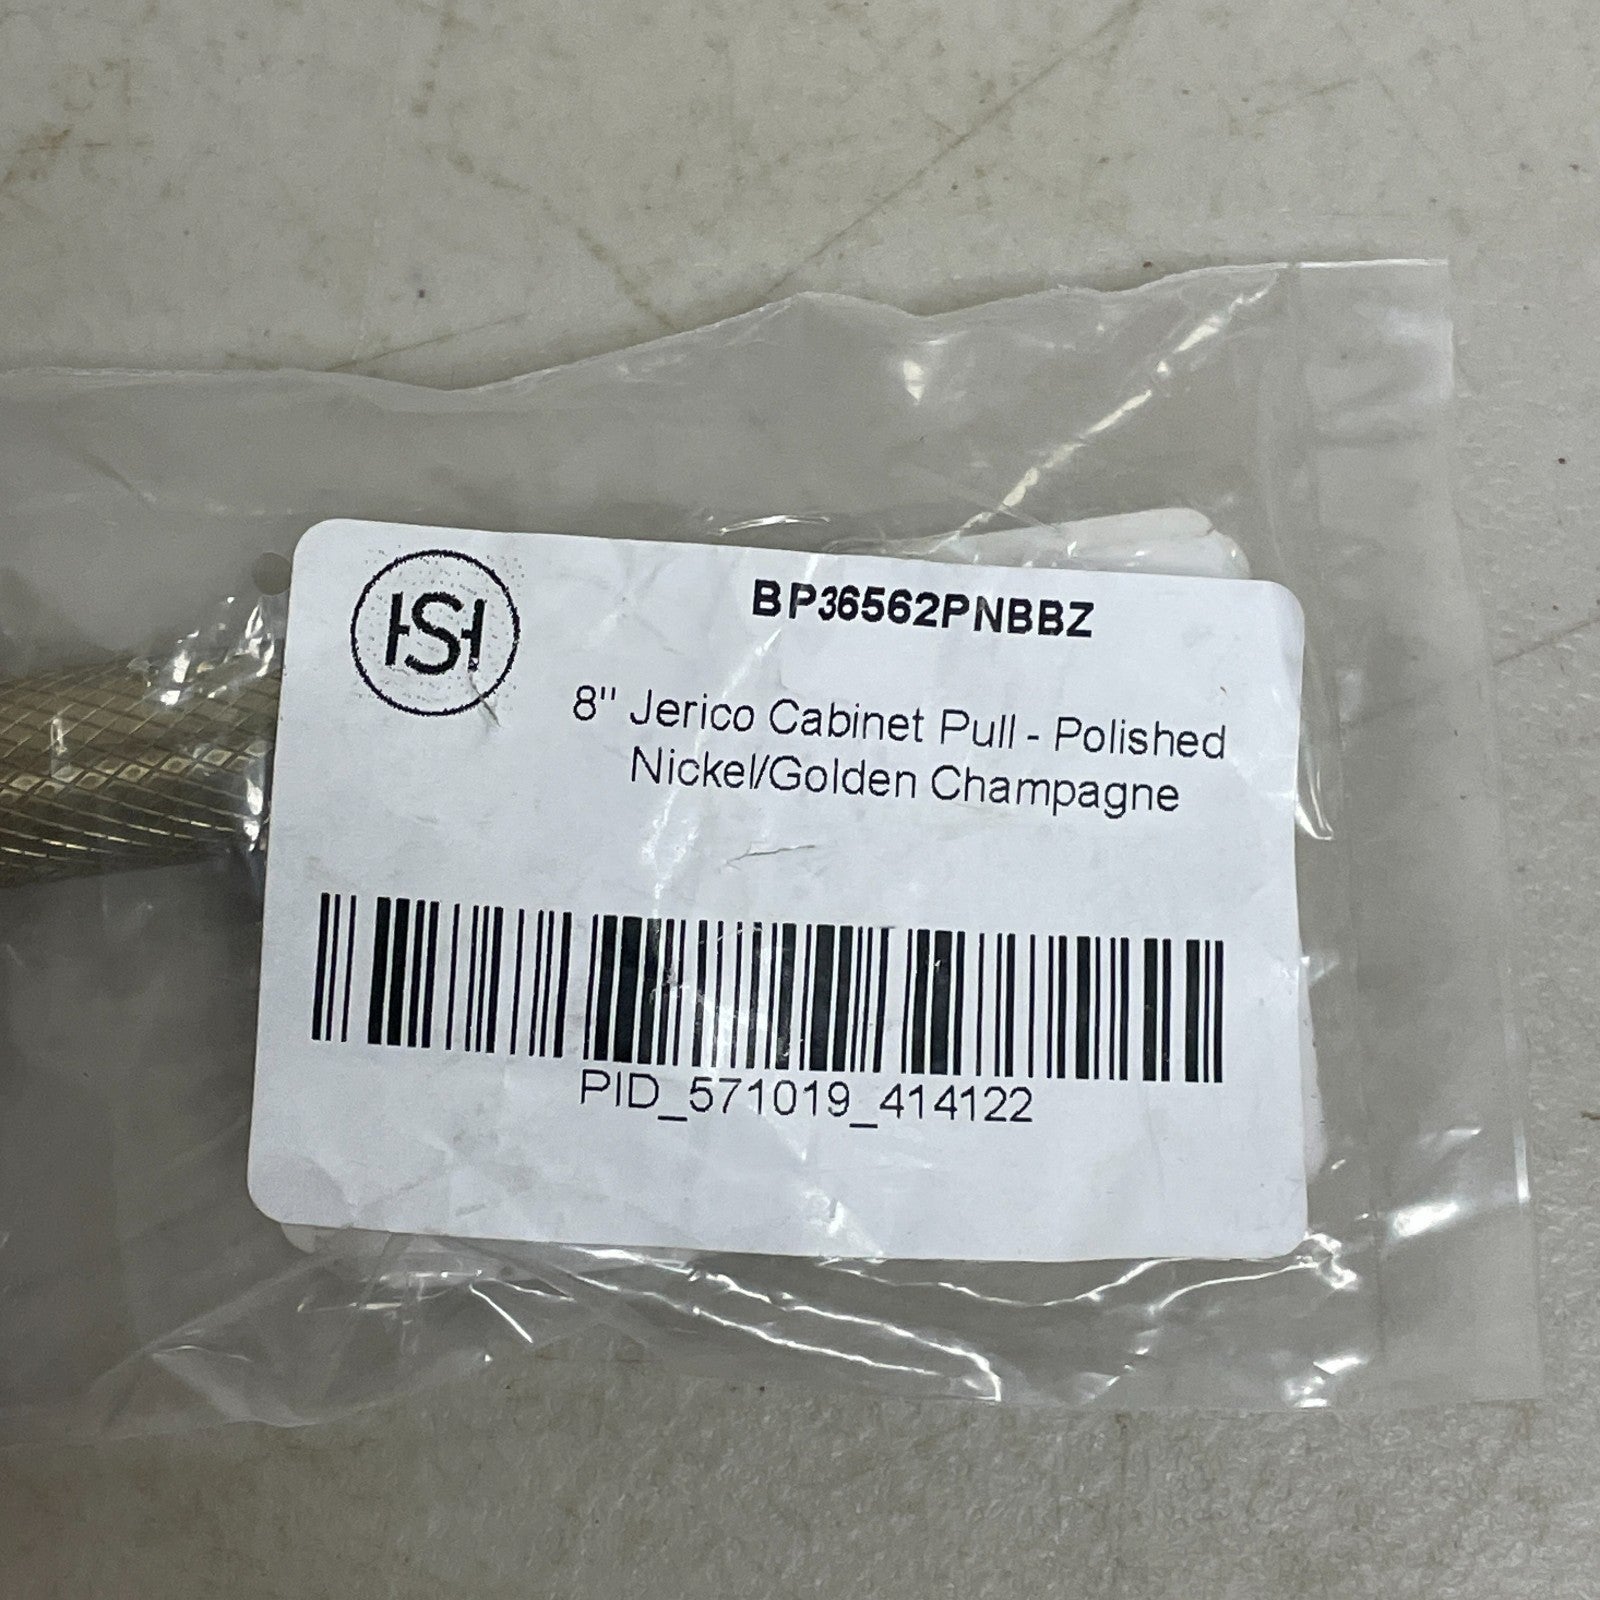 HSH
BP36562PNBBZ
8" Jerico Cabinet Pull - Polished
Nickel/Golden Champagne
PID_571019_414122